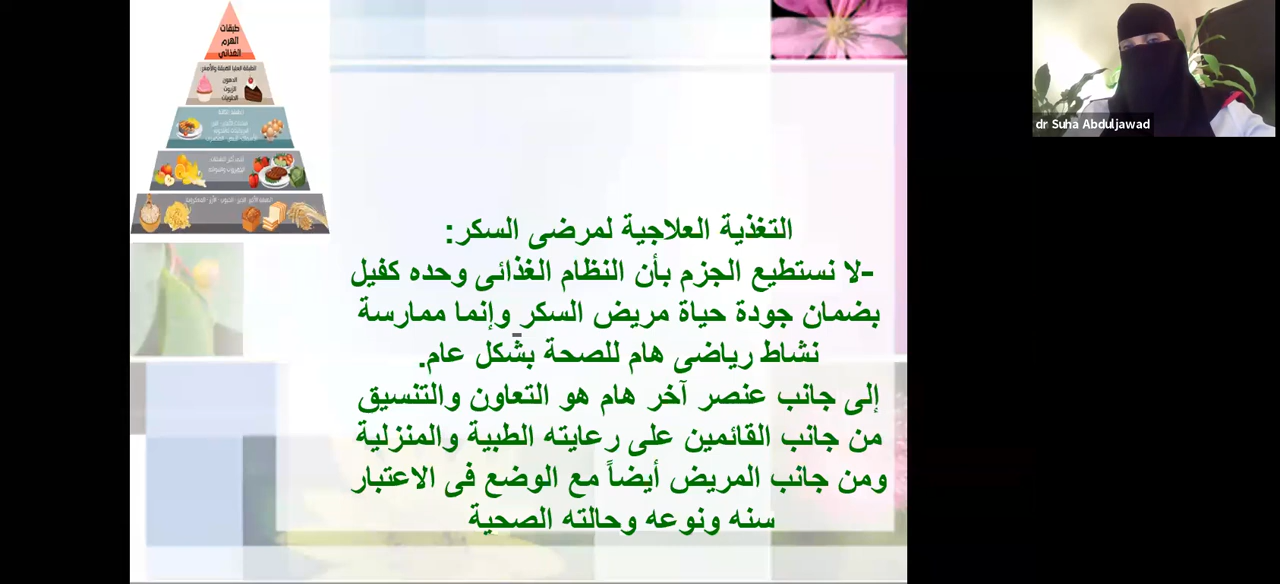 طبقات
الهرم
الغذائي
الدهون
الزيوت
الحلويات
dr Suha Abduljawad
التغذية العلاجية لمرضى السكر:
-لا نستطيع الجزم بأن النظام الغذائى وحده كفيل
بضمان جودة حياة مريض السكر وإنما ممارسة
نشاط رياضى هام للصحة بشكل عام.
إلى جانب عنصر آخر هام هو التعاون والتنسيق
من جانب القائمين على رعايته الطبية والمنزلية
ومن جانب المريض أيضاً مع الوضع فى الاعتبار
سنه ونوعه وحالته الصحية